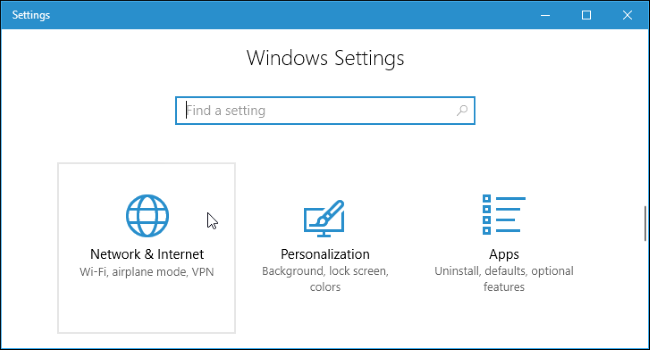 Settings
Windows Settings
Find a setting
Network & Internet
Wi-Fi, airplane mode, VPN
Personalization
Background, lock screen,
colors
Apps
Uninstall, defaults, optional
features